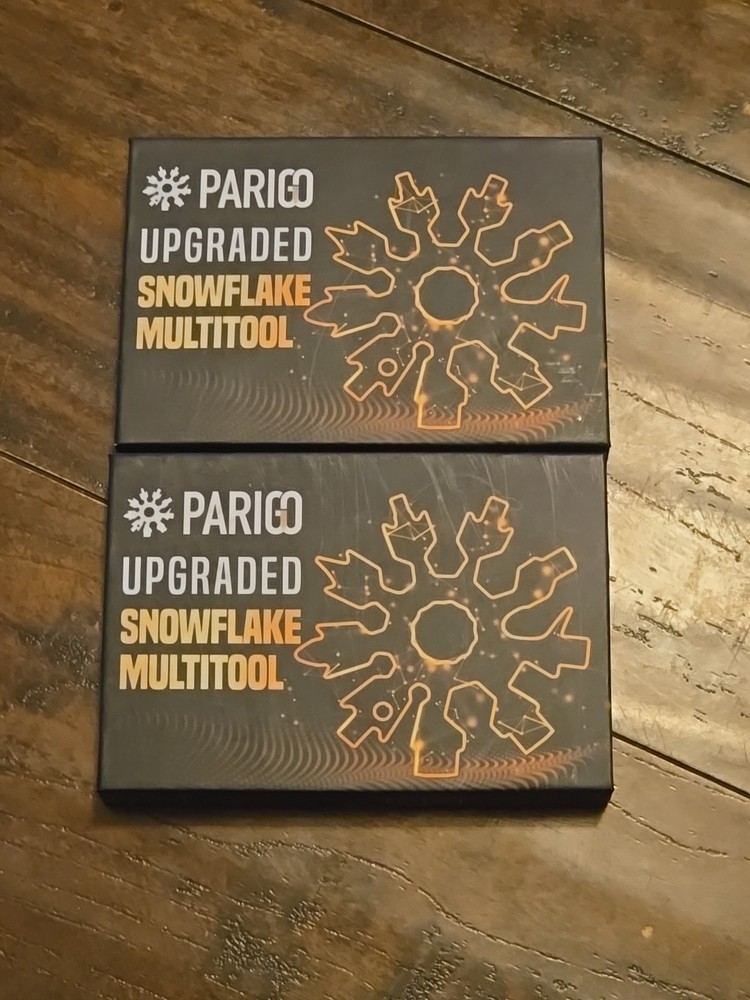 PARIGO
UPGRADED
SNOWFLAKE
MULTITOOL
PARIGO
UPGRADED
SNOWFLAKE
MULTITOOL